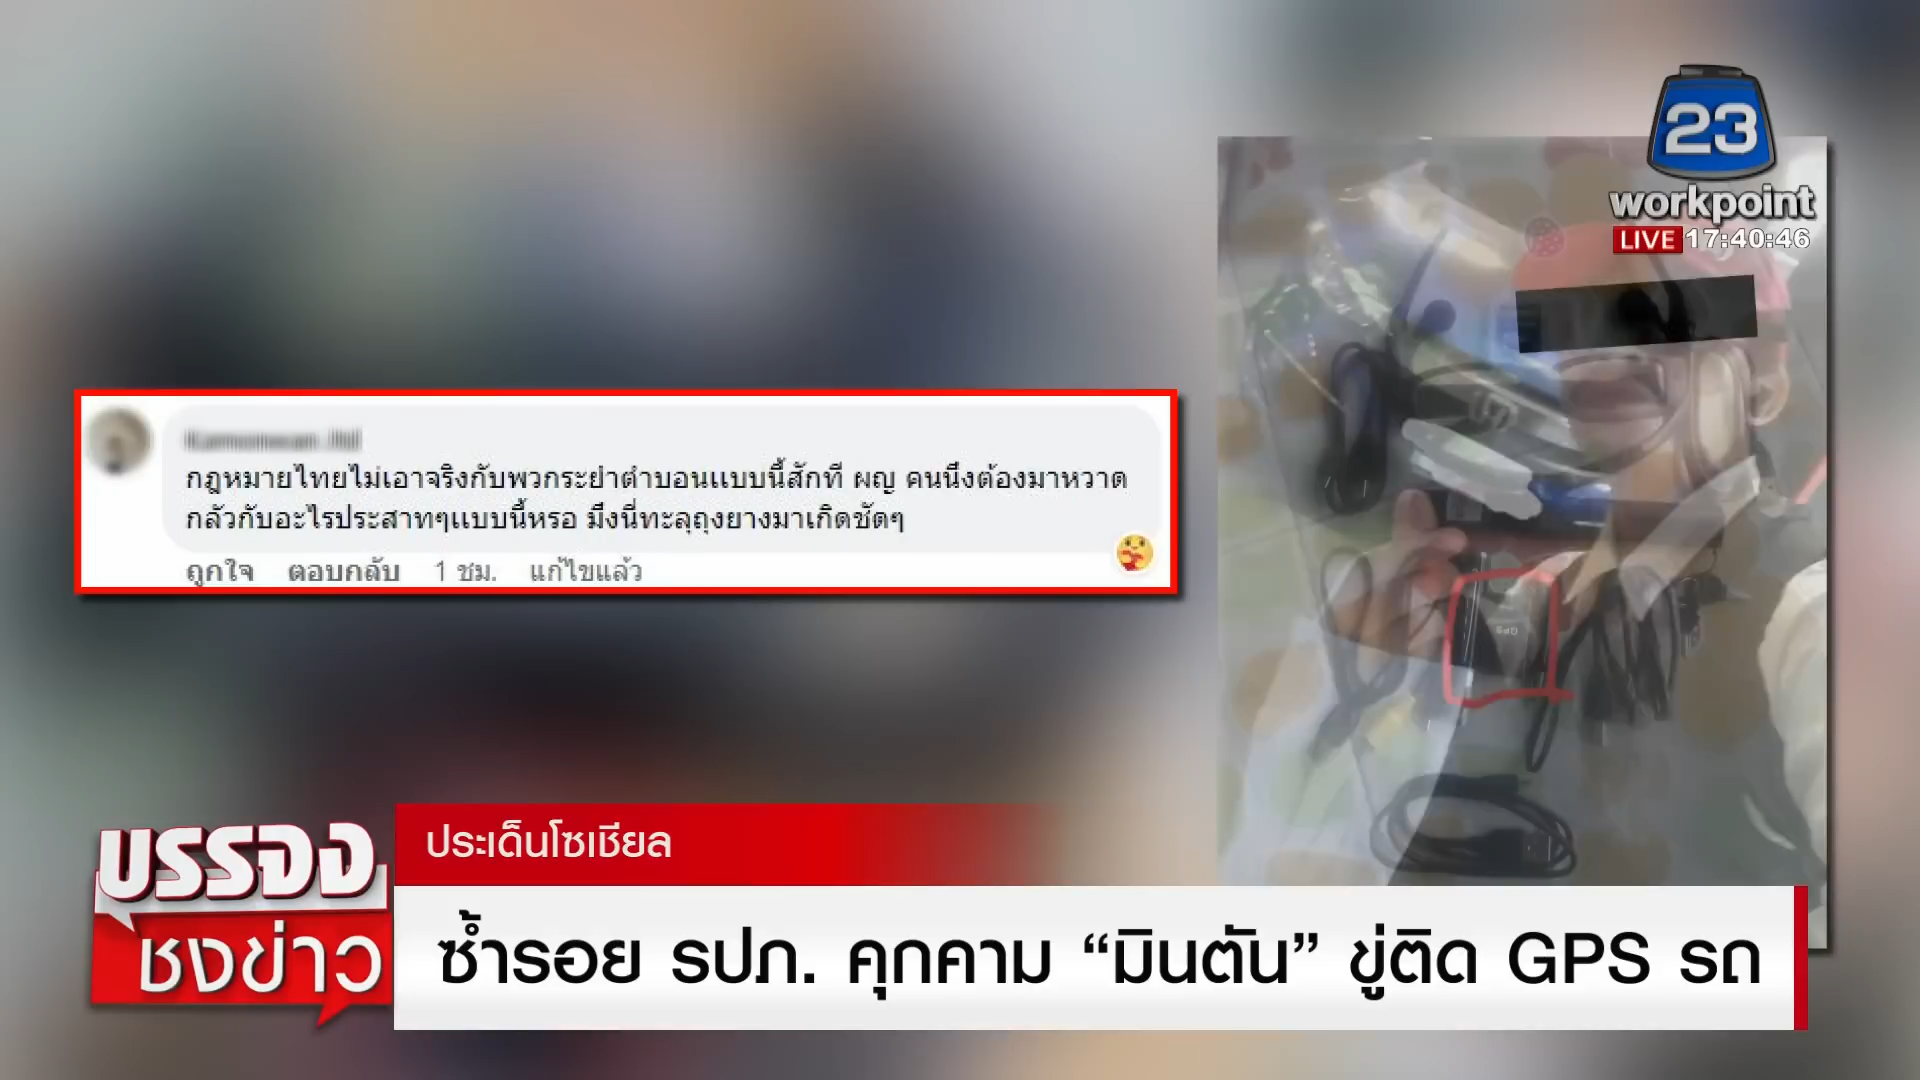 23
workpoint
LIVE 17:40:46
กฎหมายไทยไม่เอาจริงกับพวกระยำตำบอนแบบนี้สักที ผญ คนนึงต้องมาหวาด
กลัวกับอะไรประสาทๆแบบนี้หรอ มึงนี่ทะลุถุงยางมาเกิดชัดๆ
ถูกใจ ตอบกลับ 1 ชม. แก้ไขแล้ว
GPS
บรรจง
ชงข่าว
ประเด็นโซเชียล
ซ้ำรอย รปภ. คุกคาม “มินตัน” ขู่ติด GPS รถ